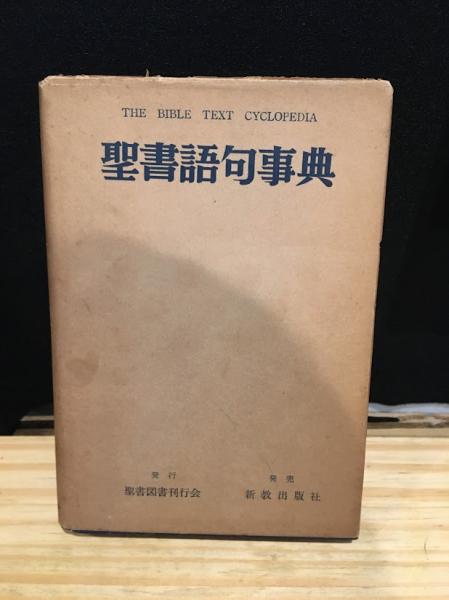 THE BIBLE TEXT CYCLOPEDIA
聖書語句事典
発行 発売
聖書図書刊行会 新教出版社